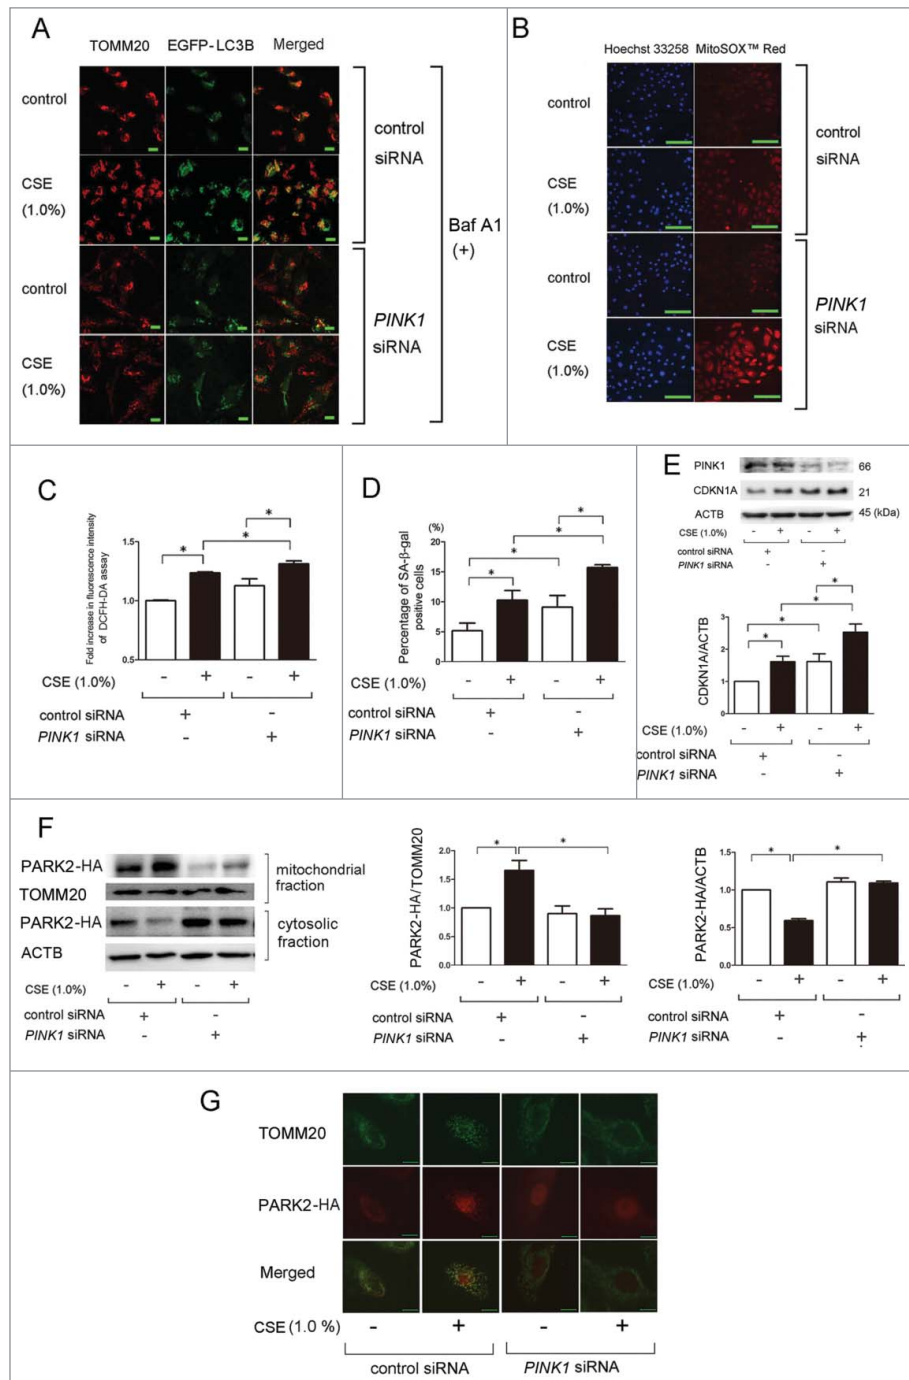 A
TOMM20 EGFP-LC3B Merged
control
CSE
(1.0%)
control
siRNA
control
CSE
(1.0%)
PINK1
siRNA
Baf A1
(+)
B
Hoechst 33258 MitoSOX™ Red
control
CSE
(1.0%)
control
siRNA
control
CSE
(1.0%)
PINK1
siRNA
C
Fold increase in fluorescence intensity
of DCFH-DA assay
1.5
1.0
0.5
* * *
CSE (1.0%) - + - +
control siRNA + -
PINK1 siRNA - +
D
(%)
Percentage of SA-β-gal
positive cells
20
15
10
5
0
* * * *
CSE (1.0%) - + - +
control siRNA + -
PINK1 siRNA - +
E
PINK1 66
CDKN1A 21
ACTB 45 (kDa)
CSE (1.0%) - + - +
control siRNA + -
PINK1 siRNA - +
CDKN1A/ACTB
3
2
1
0
* * * *
CSE (1.0%) - + - +
control siRNA + -
PINK1 siRNA - +
F
PARK2-HA
TOMM20
mitochondrial
fraction
PARK2-HA
ACTB
cytosolic
fraction
CSE (1.0%) - + - +
control siRNA + -
PINK1 siRNA - +
PARK2-HA/TOMM20
2.0
1.5
1.0
0.5
0.0
* *
CSE (1.0%) - + - +
control siRNA + -
PINK1 siRNA - +
PARK2-HA/ACTB
1.5
1.0
0.5
0.0
* *
CSE (1.0%) - + - +
control siRNA + -
PINK1 siRNA - +
G
TOMM20
PARK2-HA
Merged
CSE (1.0 %) - + - +
control siRNA PINK1 siRNA